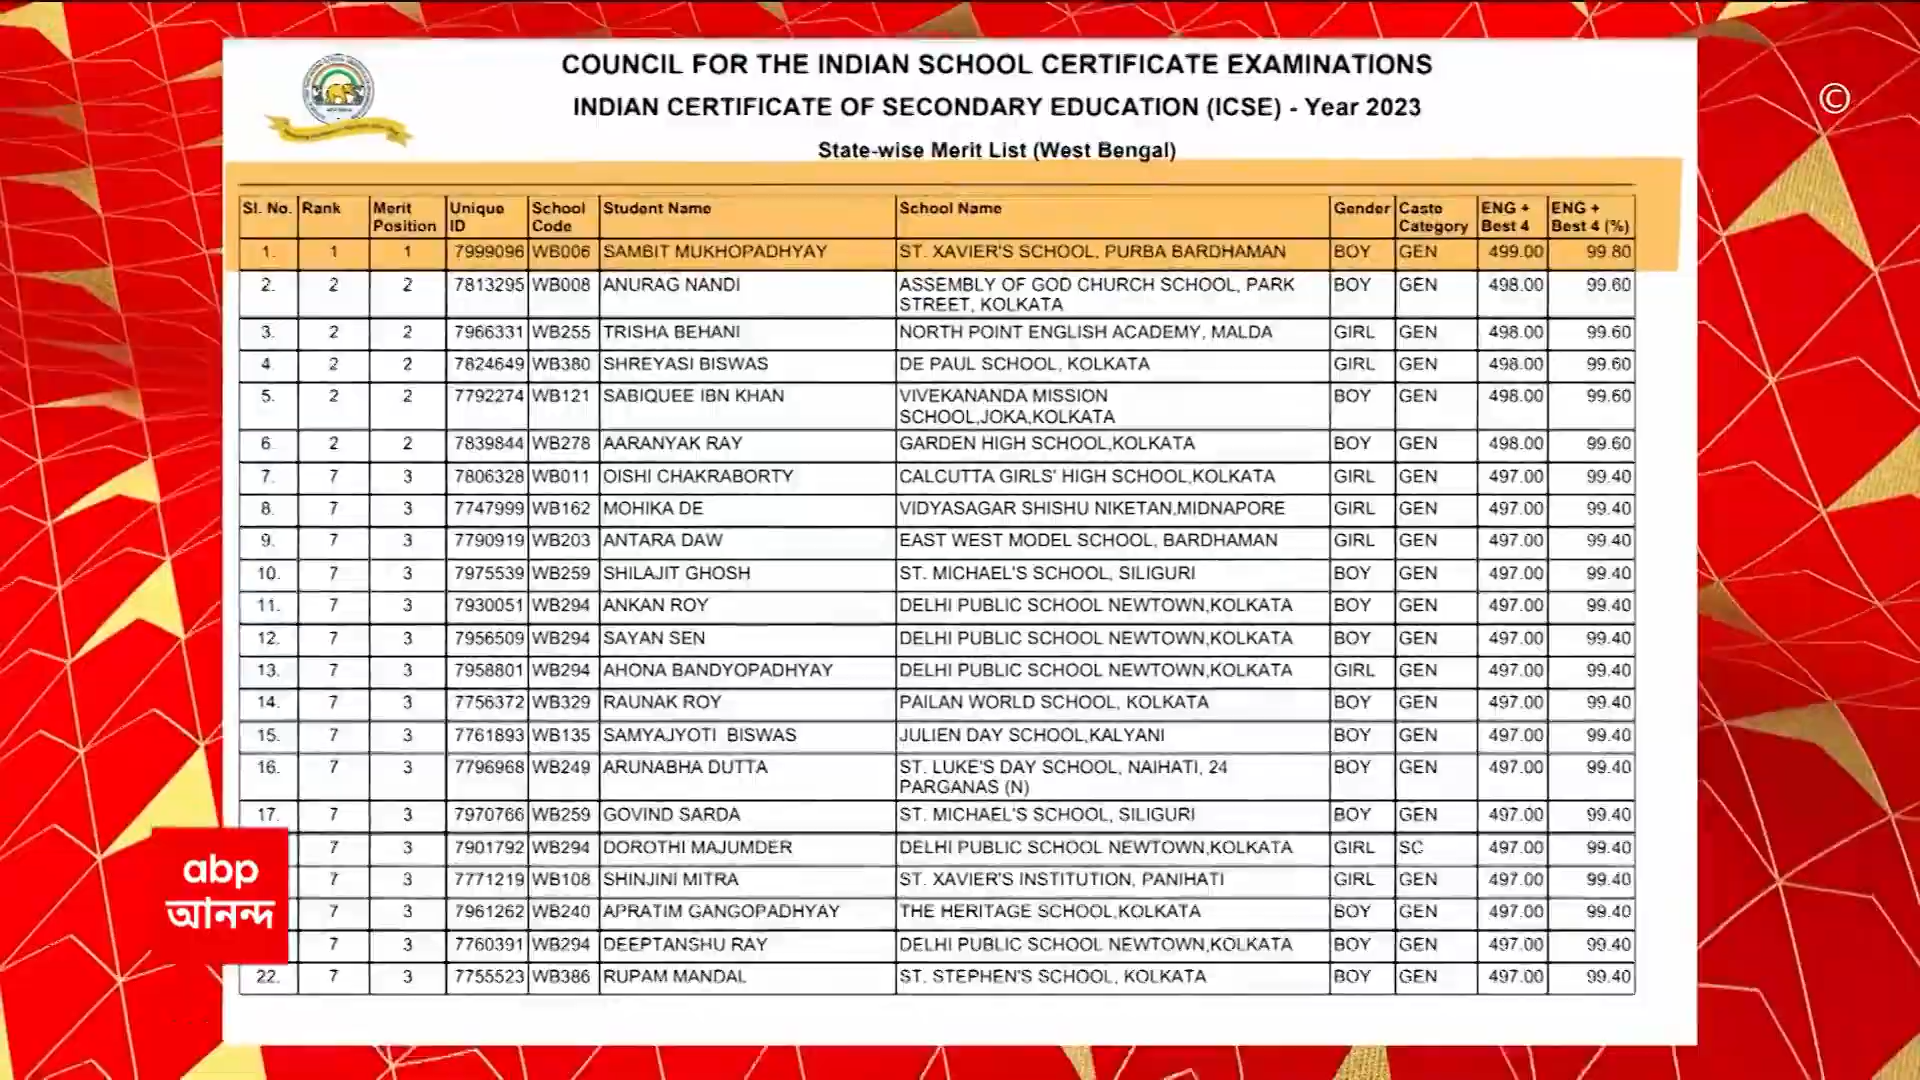 COUNCIL FOR THE INDIAN SCHOOL CERTIFICATE EXAMINATIONS
INDIAN CERTIFICATE OF SECONDARY EDUCATION (ICSE) - Year 2023
©
State-wise Merit List (West Bengal)
Sl. No. Rank Merit Position Unique ID School Code Student Name School Name Gender Caste Category ENG + Best 4 ENG + Best 4 (%)
1. 1 1 7999096 WB006 SAMBIT MUKHOPADHYAY ST. XAVIER'S SCHOOL, PURBA BARDHAMAN BOY GEN 499.00 99.80
2. 2 2 7813295 WB008 ANURAG NANDI ASSEMBLY OF GOD CHURCH SCHOOL, PARK STREET, KOLKATA BOY GEN 498.00 99.60
3. 2 2 7966331 WB255 TRISHA BEHANI NORTH POINT ENGLISH ACADEMY, MALDA GIRL GEN 498.00 99.60
4 2 2 7824649 WB380 SHREYASI BISWAS DE PAUL SCHOOL, KOLKATA GIRL GEN 498.00 99.60
5. 2 2 7792274 WB121 SABIQUEE IBN KHAN VIVEKANANDA MISSION SCHOOL,JOKA,KOLKATA BOY GEN 498.00 99.60
6. 2 2 7839844 WB278 AARANYAK RAY GARDEN HIGH SCHOOL,KOLKATA BOY GEN 498.00 99.60
7. 7 3 7806328 WB011 OISHI CHAKRABORTY CALCUTTA GIRLS' HIGH SCHOOL,KOLKATA GIRL GEN 497.00 99.40
8. 7 3 7747999 WB162 MOHIKA DE VIDYASAGAR SHISHU NIKETAN,MIDNAPORE GIRL GEN 497.00 99.40
9. 7 3 7790919 WB203 ANTARA DAW EAST WEST MODEL SCHOOL, BARDHAMAN GIRL GEN 497.00 99.40
10. 7 3 7975539 WB259 SHILAJIT GHOSH ST. MICHAEL'S SCHOOL, SILIGURI BOY GEN 497.00 99.40
11. 7 3 7930051 WB294 ANKAN ROY DELHI PUBLIC SCHOOL NEWTOWN,KOLKATA BOY GEN 497.00 99.40
12. 7 3 7956509 WB294 SAYAN SEN DELHI PUBLIC SCHOOL NEWTOWN,KOLKATA BOY GEN 497.00 99.40
13. 7 3 7958801 WB294 AHONA BANDYOPADHYAY DELHI PUBLIC SCHOOL NEWTOWN,KOLKATA GIRL GEN 497.00 99.40
14. 7 3 7756372 WB329 RAUNAK ROY PAILAN WORLD SCHOOL, KOLKATA BOY GEN 497.00 99.40
15. 7 3 7761893 WB135 SAMYAJYOTI BISWAS JULIEN DAY SCHOOL,KALYANI BOY GEN 497.00 99.40
16. 7 3 7796968 WB249 ARUNABHA DUTTA ST. LUKE'S DAY SCHOOL, NAIHATI, 24 PARGANAS (N) BOY GEN 497.00 99.40
17. 7 3 7970766 WB259 GOVIND SARDA ST. MICHAEL'S SCHOOL, SILIGURI BOY GEN 497.00 99.40
7 3 7901792 WB294 DOROTHI MAJUMDER DELHI PUBLIC SCHOOL NEWTOWN,KOLKATA GIRL SC 497.00 99.40
7 3 7771219 WB108 SHINJINI MITRA ST. XAVIER'S INSTITUTION, PANIHATI GIRL GEN 497.00 99.40
7 3 7961262 WB240 APRATIM GANGOPADHYAY THE HERITAGE SCHOOL,KOLKATA BOY GEN 497.00 99.40
7 3 7760391 WB294 DEEPTANSHU RAY DELHI PUBLIC SCHOOL NEWTOWN,KOLKATA BOY GEN 497.00 99.40
22. 7 3 7755523 WB386 RUPAM MANDAL ST. STEPHEN'S SCHOOL, KOLKATA BOY GEN 497.00 99.40
abp
আনন্দ